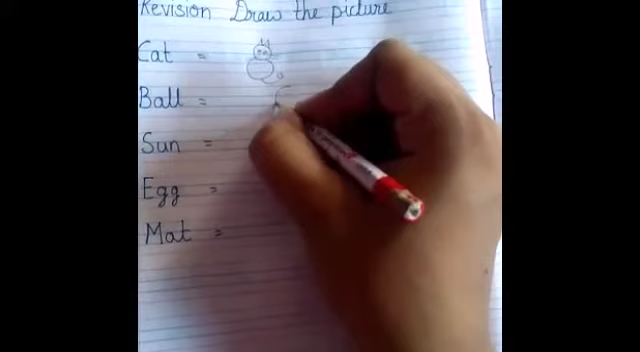 Revision Draw the picture
Cat =
Ball =
Sun =
Egg =
Mat =